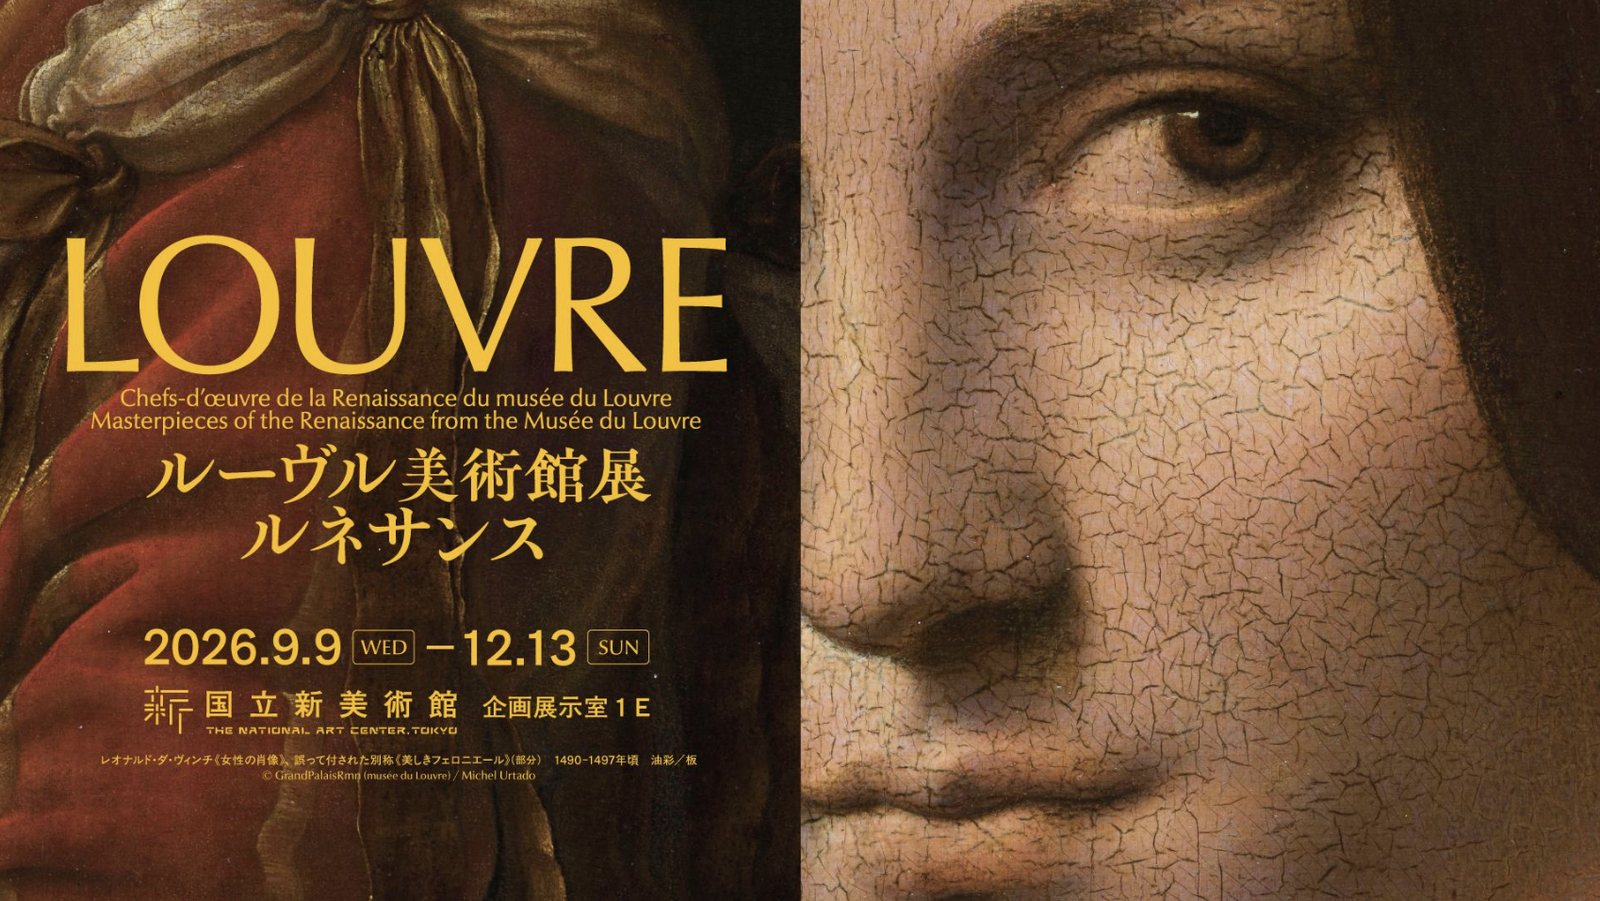 LOUVRE
Chefs-d'œuvre de la Renaissance du musée du Louvre
Masterpieces of the Renaissance from the Musée du Louvre
ルーヴル美術館展
ルネサンス
2026.9.9 WED – 12.13 SUN
新 国立新美術館 企画展示室1E
THE NATIONAL ART CENTER, TOKYO
レオナルド・ダ・ヴィンチ《女性の肖像》、誤って付された別称《美しきフェロニエール》(部分) 1490-1497年頃 油彩／板
© GrandPalaisRmn (musée du Louvre) / Michel Urtado